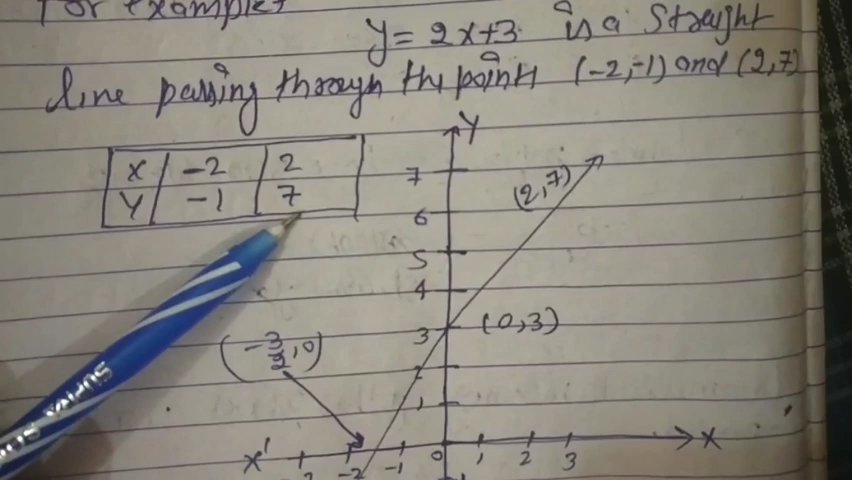 For example:
y = 2x+3 is a Straight
line passing through the points (-2,-1) and (2,7)
X -2 2
Y -1 7
Y
7
(2,7)
6
5
4
3
(0,3)
(-3/2,0)
1
X' -2 -1 0 1 2 3 X